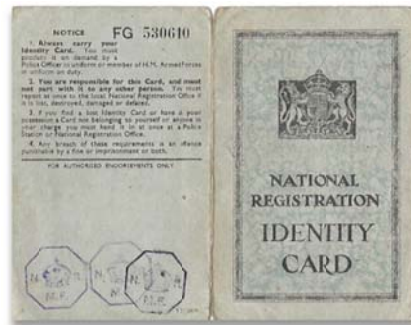 NOTICE FG 530610
1. Always carry your
Identity Card. You must
produce it on demand by a
Police Officer in uniform or member of H.M. Armed Forces
in uniform on duty.
2. You are responsible for this Card, and must
not part with it to any other person. You must
report at once to the local National Registration Office if
it is lost, destroyed, damaged or defaced.
3. If you find a lost Identity Card or have in your
possession a Card not belonging to yourself or anyone in
your charge you must hand it in at once at a Police
Station or National Registration Office.
4. Any breach of these requirements is an offence
punishable by a fine or imprisonment or both.
FOR AUTHORISED ENDORSEMENTS ONLY
N. R. N. N. R.
N.R. N.R.
NATIONAL
REGISTRATION
IDENTITY
CARD